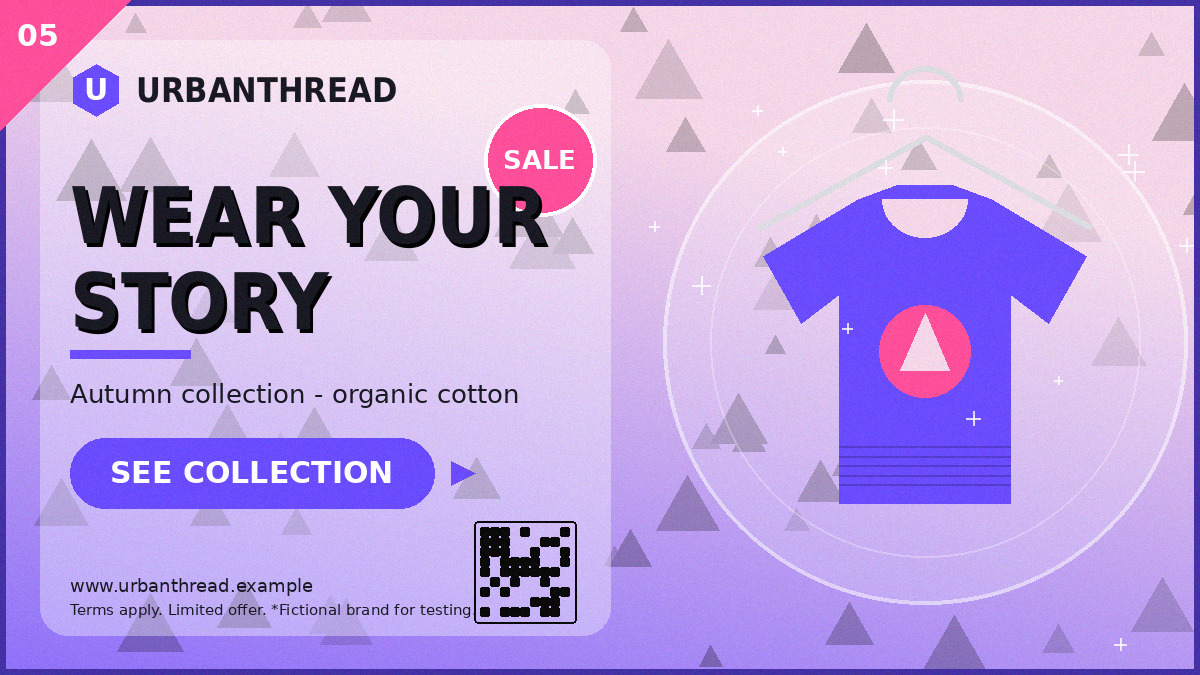 05
U URBANTHREAD
SALE
WEAR YOUR
STORY
Autumn collection - organic cotton
SEE COLLECTION
www.urbanthread.example
Terms apply. Limited offer. *Fictional brand for testing.